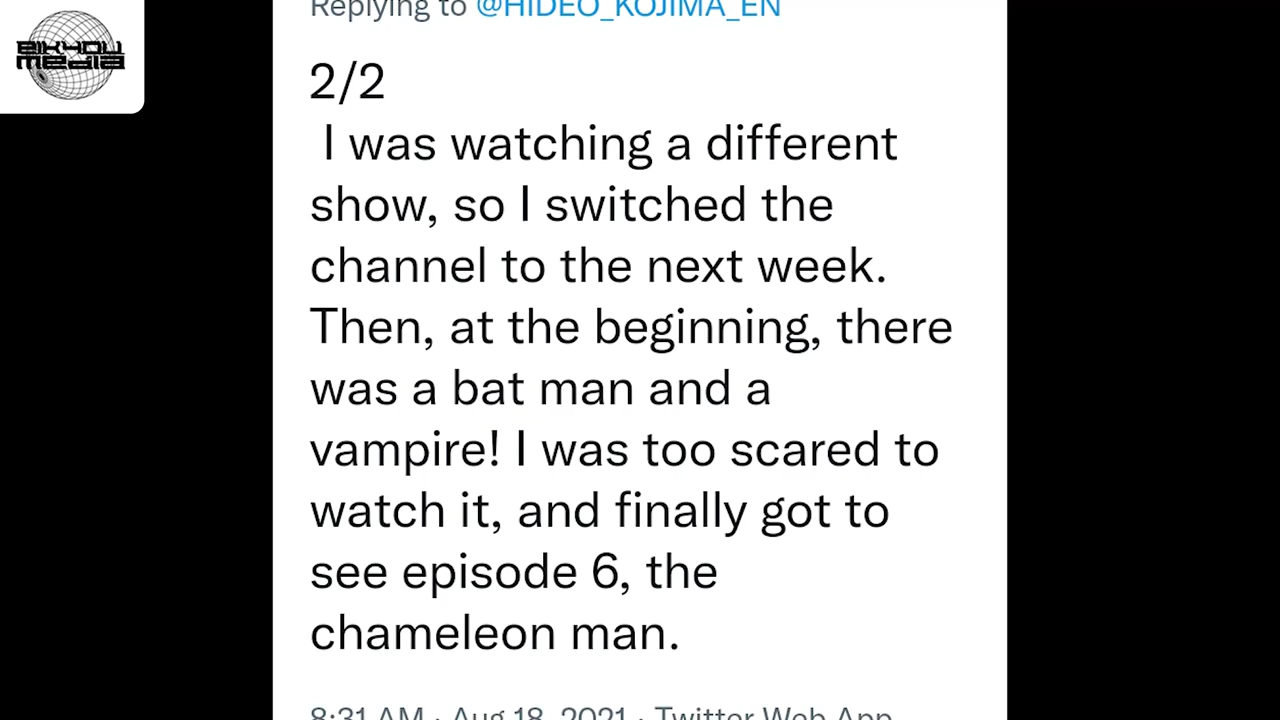 BIKYOU
MEDIA
Replying to @HIDEO_KOJIMA_EN
2/2
I was watching a different
show, so I switched the
channel to the next week.
Then, at the beginning, there
was a bat man and a
vampire! I was too scared to
watch it, and finally got to
see episode 6, the
chameleon man.
8:31 AM · Aug 18, 2021 · Twitter Web App